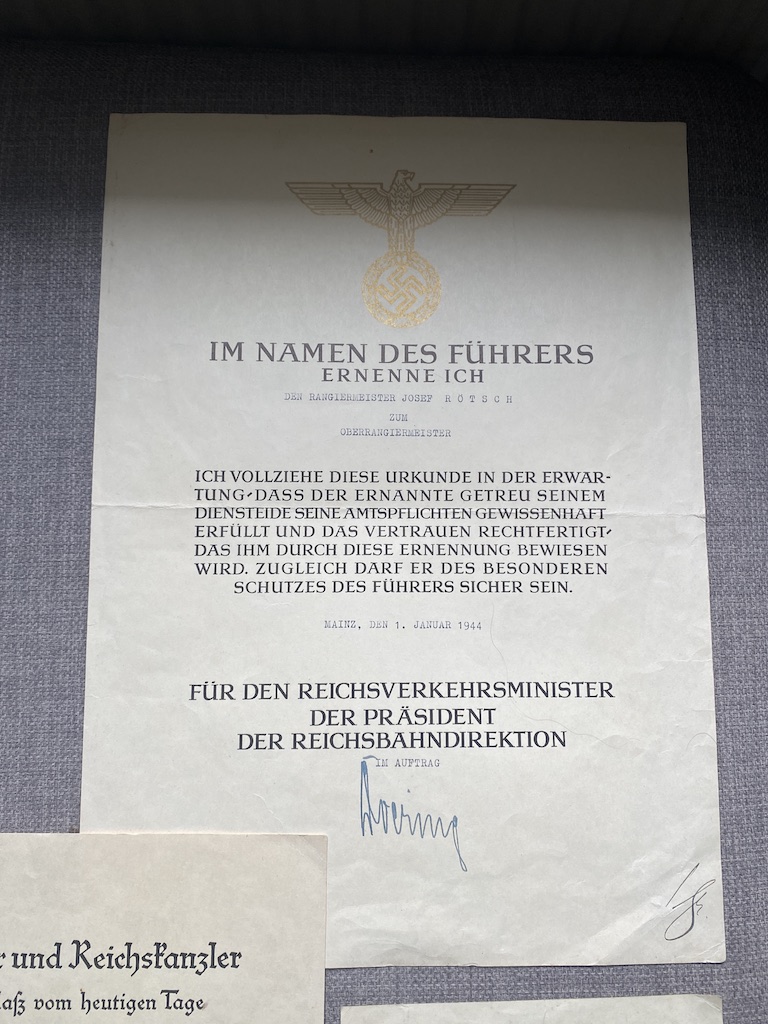 IM NAMEN DES FÜHRERS
ERNENNE ICH
DEN RANGIERMEISTER JOSEF R Ö T S C H
ZUM
OBERRANGIERMEISTER
ICH VOLLZIEHE DIESE URKUNDE IN DER ERWAR-
TUNG, DASS DER ERNANNTE GETREU SEINEM
DIENSTEIDE SEINE AMTSPFLICHTEN GEWISSENHAFT
ERFÜLLT UND DAS VERTRAUEN RECHTFERTIGT,
DAS IHM DURCH DIESE ERNENNUNG BEWIESEN
WIRD. ZUGLEICH DARF ER DES BESONDEREN
SCHUTZES DES FÜHRERS SICHER SEIN.
MAINZ, DEN 1. JANUAR 1944
FÜR DEN REICHSVERKEHRSMINISTER
DER PRÄSIDENT
DER REICHSBAHNDIREKTION
IM AUFTRAG
r und Reichskanzler
laß vom heutigen Tage